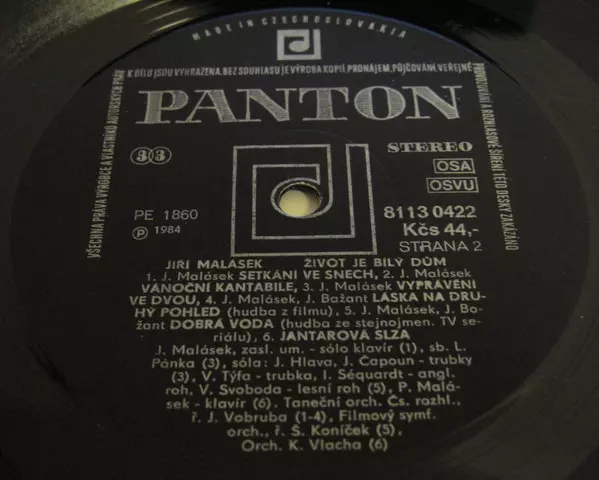 MADE IN CZECHOSLOVAKIA
VŠECHNA PRÁVA VÝROBCE A VLASTNÍKŮ AUTORSKÝCH PRÁV
K DÍLU JSOU VYHRAZENA. BEZ SOUHLASU JE VÝROBA KOPIÍ, PRONÁJEM, PŮJČOVÁNÍ, VEŘEJNÉ
PROVOZOVÁNÍ A ROZHLASOVÉ ŠÍŘENÍ TÉTO DESKY ZAKÁZÁNO
PANTON
33
STEREO
OSA
OSVU
PE 1860
Ⓟ 1984
8113 0422
Kčs 44,-
STRANA 2
JIŘÍ MALÁSEK ŽIVOT JE BÍLÝ DŮM
1. J. Malásek SETKÁNÍ VE SNECH, 2. J. Malásek
VÁNOČNÍ KANTABILE, 3. J. Malásek VYPRÁVĚNÍ
VE DVOU, 4. J. Malásek, J. Bažant LÁSKA NA DRU-
HÝ POHLED (hudba z filmu), 5. J. Malásek, J. Ba-
žant DOBRÁ VODA (hudba ze stejnojmen. TV se-
riálu), 6. JANTAROVÁ SLZA
J. Malásek, zasl. um. - sólo klavír (1), sb. L.
Pánka (3), sóla: J. Hlava, J. Čapoun - trubky
(3), V. Týfa - trubka, I. Séquardt - angl.
roh, V. Svoboda - lesní roh (5), P. Malá-
sek - klavír (6). Taneční orch. Čs. rozhl.,
ř. J. Vobruba (1-4), Filmový symf.
orch., ř. Š. Koníček (5),
Orch. K. Vlacha (6)